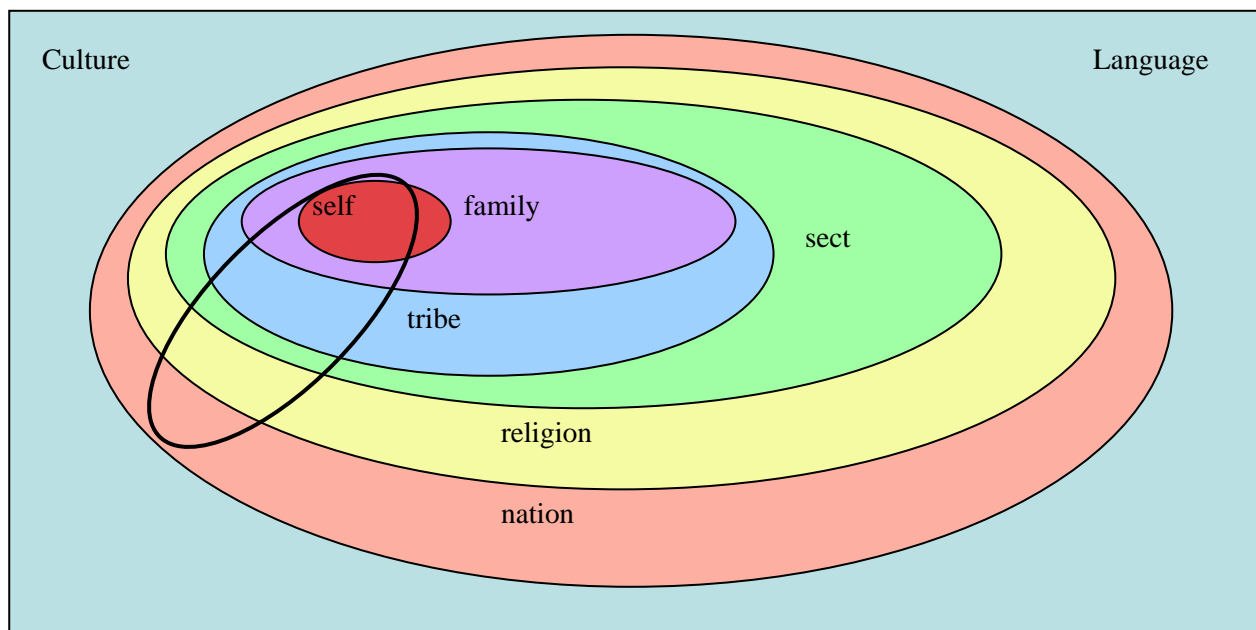 Culture
Language
self
family
sect
tribe
religion
nation